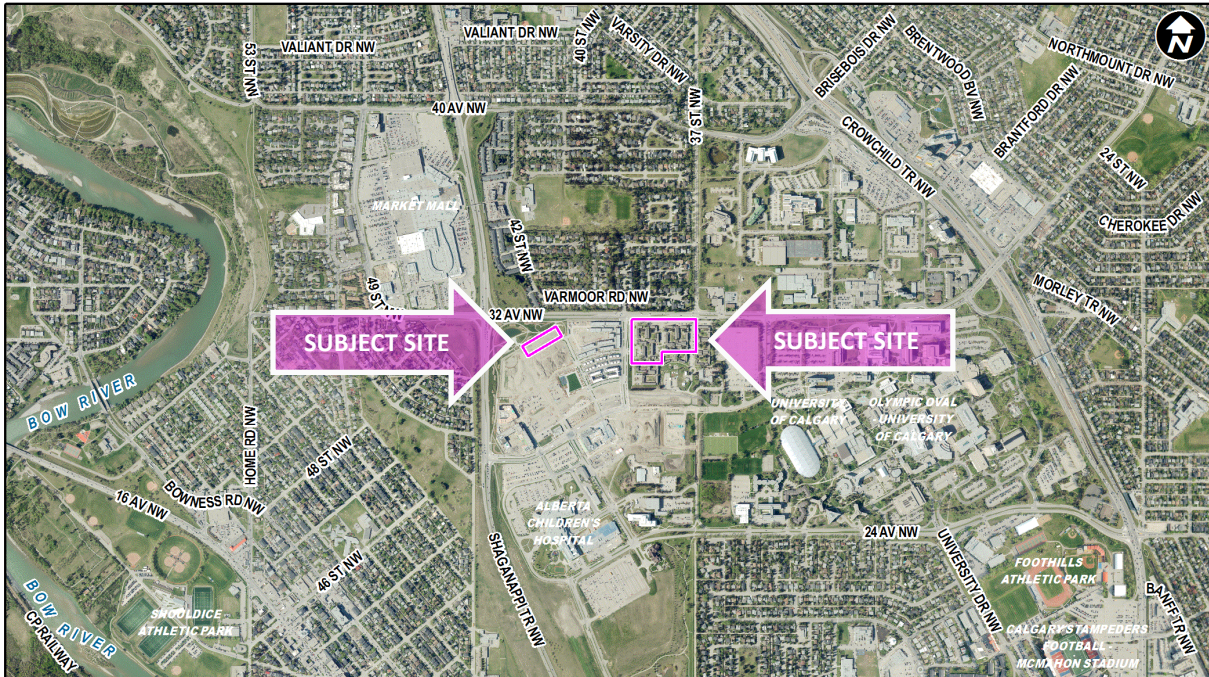 VALIANT DR NW
VALIANT DR NW
53 ST NW
40 ST NW
VARSITY DR NW
BRISEBOIS DR NW
BRENTWOOD BV NW
NORTHMOUNT DR NW
N
40 AV NW
37 ST NW
CROWCHILD TR NW
BRANTFORD DR NW
24 ST NW
CHEROKEE DR NW
MARKET MALL
42 ST NW
49 ST NW
VARMOOR RD NW
32 AV NW
MORLEY TR NW
SUBJECT SITE
SUBJECT SITE
BOW RIVER
HOME RD NW
UNIVERSITY
OF CALGARY
OLYMPIC OVAL
- UNIVERSITY
OF CALGARY
48 ST NW
16 AV NW
BOWNESS RD NW
ALBERTA
CHILDREN'S
HOSPITAL
24 AV NW
46 ST NW
SHAGANAPPI TR NW
UNIVERSITY DR NW
FOOTHILLS
ATHLETIC PARK
BANFF TR NW
BOW RIVER
CP RAILWAY
SHOULDICE
ATHLETIC PARK
CALGARY STAMPEDERS
FOOTBALL -
MCMAHON STADIUM